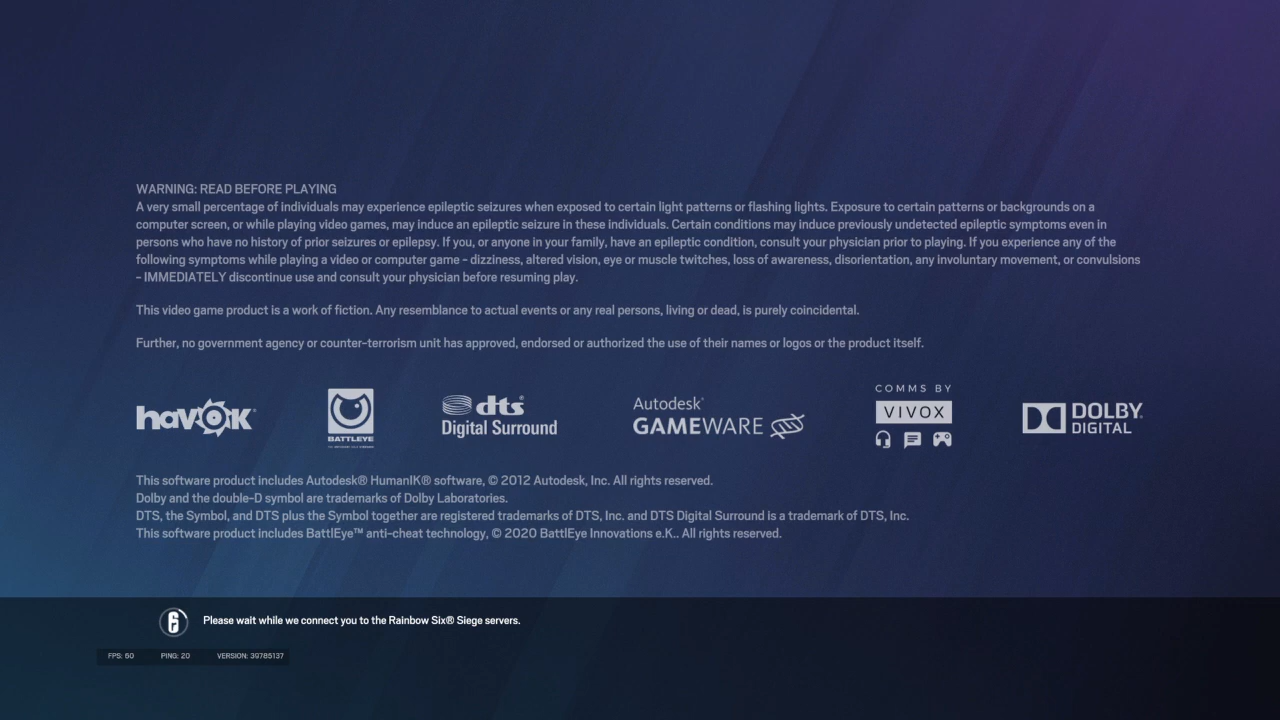 WARNING: READ BEFORE PLAYING
A very small percentage of individuals may experience epileptic seizures when exposed to certain light patterns or flashing lights. Exposure to certain patterns or backgrounds on a
computer screen, or while playing video games, may induce an epileptic seizure in these individuals. Certain conditions may induce previously undetected epileptic symptoms even in
persons who have no history of prior seizures or epilepsy. If you, or anyone in your family, have an epileptic condition, consult your physician prior to playing. If you experience any of the
following symptoms while playing a video or computer game - dizziness, altered vision, eye or muscle twitches, loss of awareness, disorientation, any involuntary movement, or convulsions
- IMMEDIATELY discontinue use and consult your physician before resuming play.
This video game product is a work of fiction. Any resemblance to actual events or any real persons, living or dead, is purely coincidental.
Further, no government agency or counter-terrorism unit has approved, endorsed or authorized the use of their names or logos or the product itself.
havok®
BATTLEYE
dts®
Digital Surround
Autodesk®
GAMEWARE
COMMS BY
VIVOX
DOLBY®
DIGITAL
This software product includes Autodesk® HumanIK® software, © 2012 Autodesk, Inc. All rights reserved.
Dolby and the double-D symbol are trademarks of Dolby Laboratories.
DTS, the Symbol, and DTS plus the Symbol together are registered trademarks of DTS, Inc. and DTS Digital Surround is a trademark of DTS, Inc.
This software product includes BattlEye™ anti-cheat technology, © 2020 BattlEye Innovations e.K.. All rights reserved.
6 Please wait while we connect you to the Rainbow Six® Siege servers.
FPS: 60 PING: 20 VERSION: 39785137